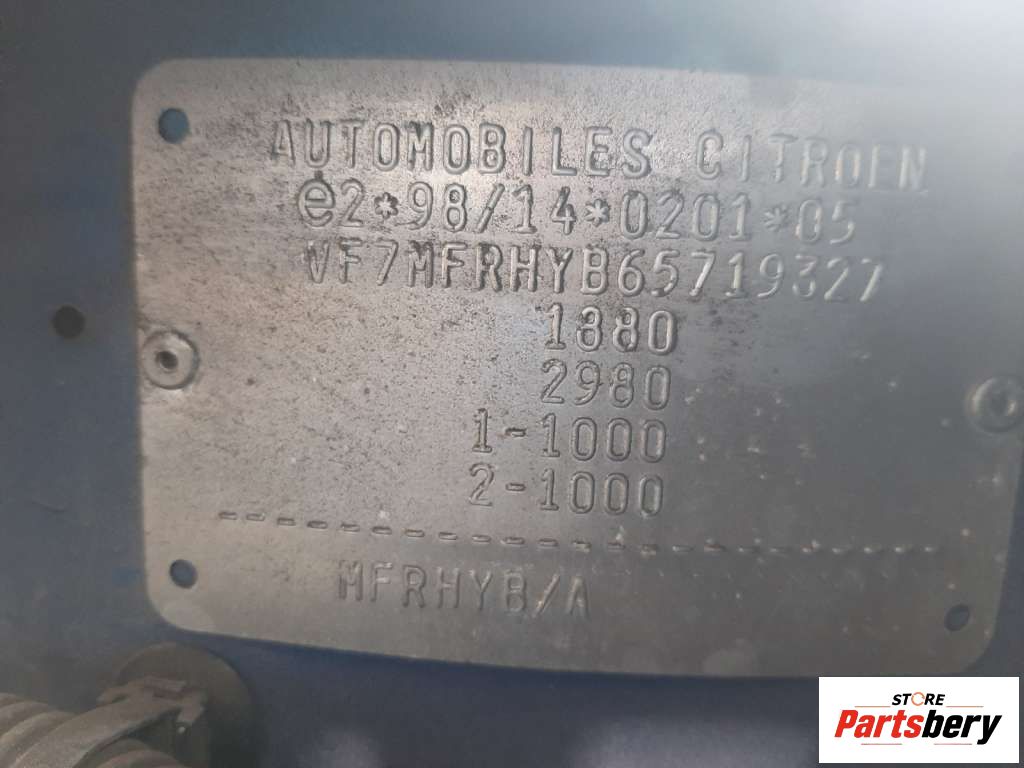 AUTOMOBILES CITROEN
e2*98/14*0201*05
VF7MFRHYB65719327
1880
2980
1-1000
2-1000
----------------------------
MFRHYB/A
STORE
Partsbery